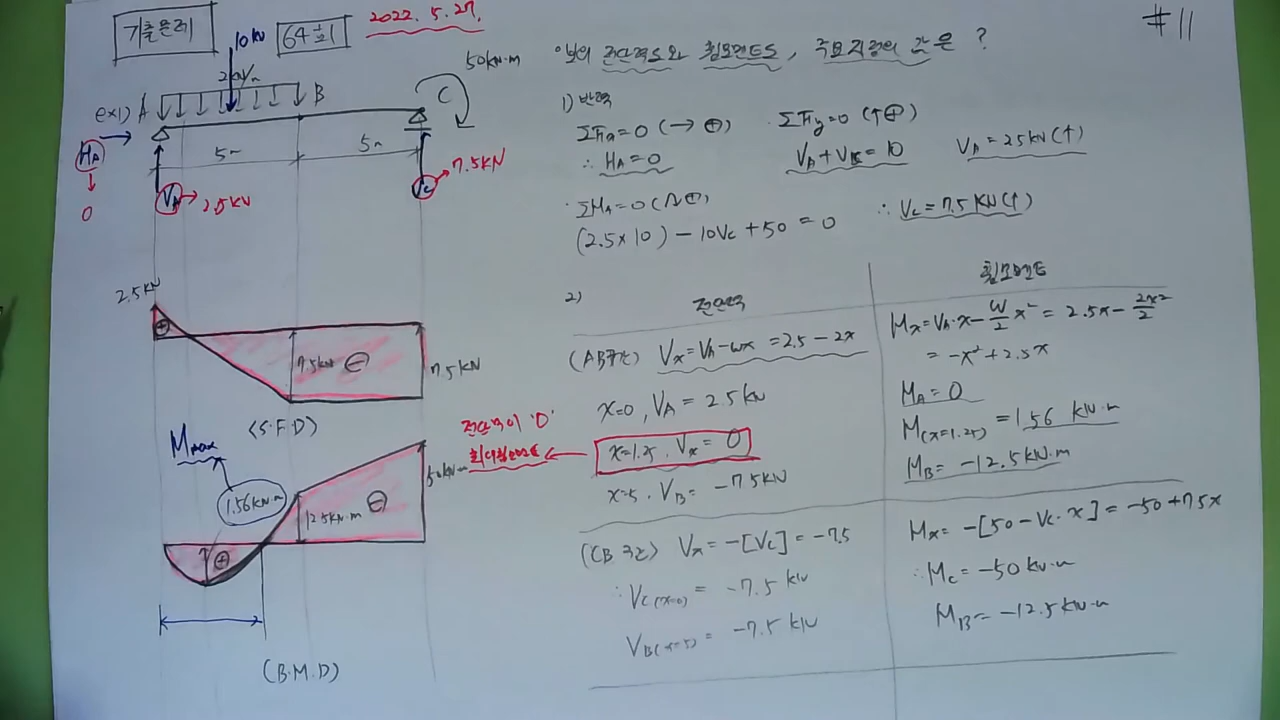 기출문제
64회
2022. 5. 27.
#11
10kN
2kN/m
50kN·m
ex1) A
B
C
5m
5m
HA
0
VA → 2.5kN
Vc → 7.5KN
보의 전단력도와 휨모멘트도, 주요지점의 값은?
1) 반력
ΣFx=0 (→ ⊕)
∴ HA=0
ΣFy=0 (↑⊕)
VA+Vc=10
VA=2.5kN(↑)
ΣMA=0
(2.5×10) − 10Vc + 50 = 0
∴ Vc=7.5KN(↑)
2)
전단력
휨모멘트
(AB구간) Vx=VA−wx=2.5−2x
x=0, VA=2.5kN
x=1.25. Vx=0
x=5. VB= −7.5KN
Mx=VA·x−w/2 x²=2.5x−2x²/2
=−x²+2.5x
MA=0
M(x=1.25)=1.56 KN·m
MB=−12.5KN·m
(CB구간) Vx=−[Vc]=−7.5
∴ Vc(x=0)= −7.5KN
VB(x=5)= −7.5KN
Mx=−[50−Vc·x]=−50+7.5x
∴ Mc=−50KN·m
MB=−12.5KN·m
2.5kN
⊕
7.5kN ⊖
7.5KN
(S.F.D)
전단력이 '0'
최대휨모멘트
Mmax
1.56KN·m
12.5KN·m ⊖
50KN·m
⊕
(B.M.D)